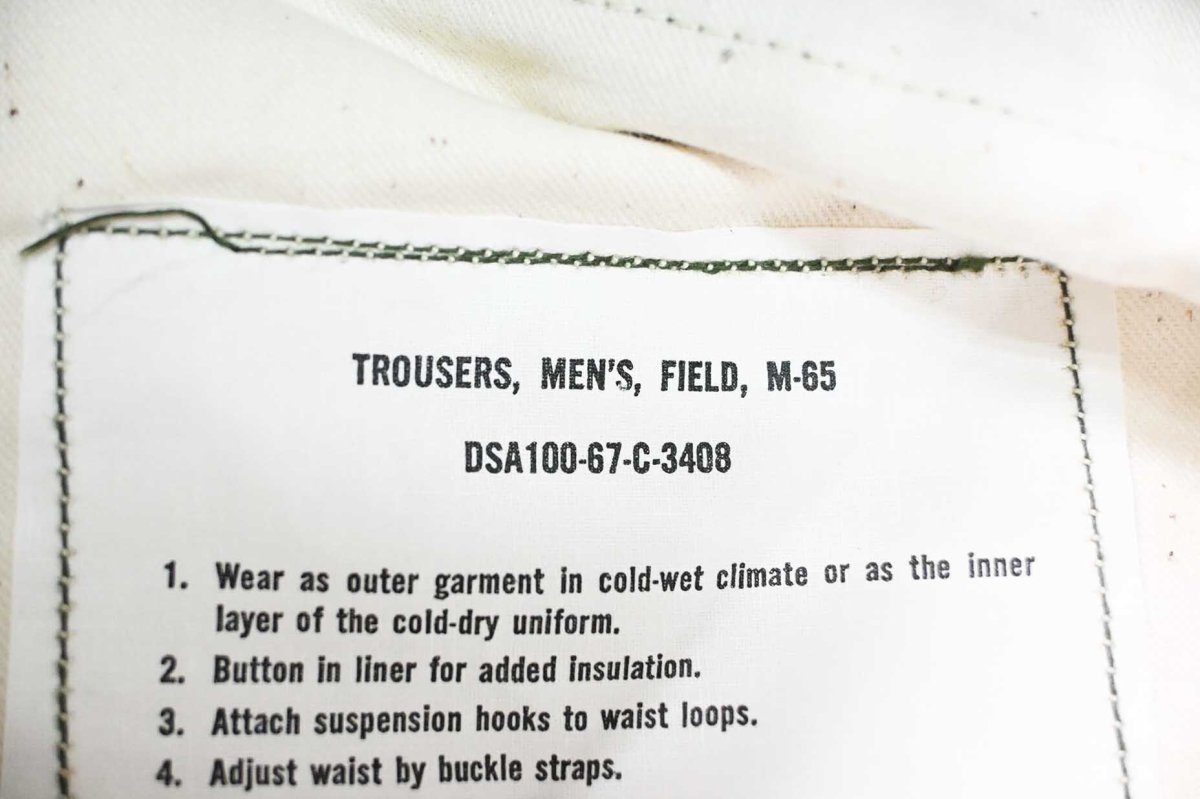 TROUSERS, MEN'S, FIELD, M-65
DSA100-67-C-3408
1. Wear as outer garment in cold-wet climate or as the inner
layer of the cold-dry uniform.
2. Button in liner for added insulation.
3. Attach suspension hooks to waist loops.
4. Adjust waist by buckle straps.